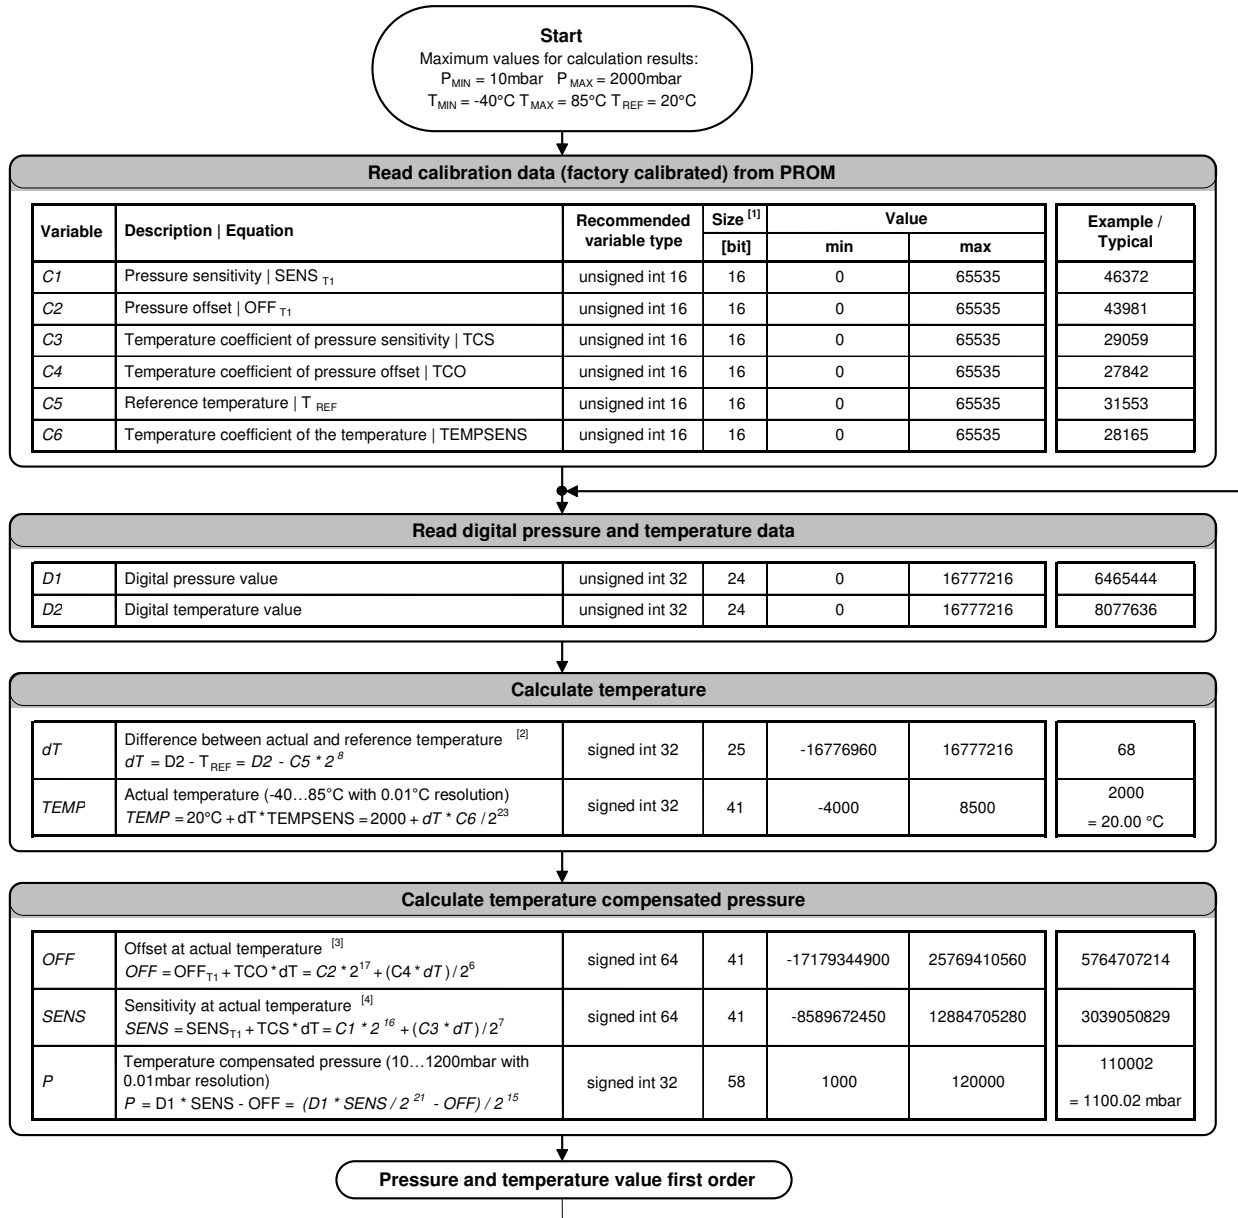 Start
Maximum values for calculation results:
P MIN = 10mbar P MAX = 2000mbar
T MIN = -40°C T MAX = 85°C T REF = 20°C
Read calibration data (factory calibrated) from PROM
Variable Description | Equation Recommended variable type Size [1] [bit] Value min max Example / Typical
C1 Pressure sensitivity | SENS T1 unsigned int 16 16 0 65535 46372
C2 Pressure offset | OFF T1 unsigned int 16 16 0 65535 43981
C3 Temperature coefficient of pressure sensitivity | TCS unsigned int 16 16 0 65535 29059
C4 Temperature coefficient of pressure offset | TCO unsigned int 16 16 0 65535 27842
C5 Reference temperature | T REF unsigned int 16 16 0 65535 31553
C6 Temperature coefficient of the temperature | TEMPSENS unsigned int 16 16 0 65535 28165
Read digital pressure and temperature data
D1 Digital pressure value unsigned int 32 24 0 16777216 6465444
D2 Digital temperature value unsigned int 32 24 0 16777216 8077636
Calculate temperature
dT Difference between actual and reference temperature [2] signed int 32 25 -16776960 16777216 68
dT = D2 - T REF = D2 - C5 * 2^8
TEMP Actual temperature (-40…85°C with 0.01°C resolution) signed int 32 41 -4000 8500 2000
TEMP = 20°C + dT * TEMPSENS = 2000 + dT * C6 / 2^23 = 20.00 °C
Calculate temperature compensated pressure
OFF Offset at actual temperature [3] signed int 64 41 -17179344900 25769410560 5764707214
OFF = OFF T1 + TCO * dT = C2 * 2^17 + (C4 * dT) / 2^6
SENS Sensitivity at actual temperature [4] signed int 64 41 -8589672450 12884705280 3039050829
SENS = SENS T1 + TCS * dT = C1 * 2^16 + (C3 * dT) / 2^7
P Temperature compensated pressure (10…1200mbar with signed int 32 58 1000 120000 110002
0.01mbar resolution)
P = D1 * SENS - OFF = (D1 * SENS / 2^21 - OFF) / 2^15 = 1100.02 mbar
Pressure and temperature value first order